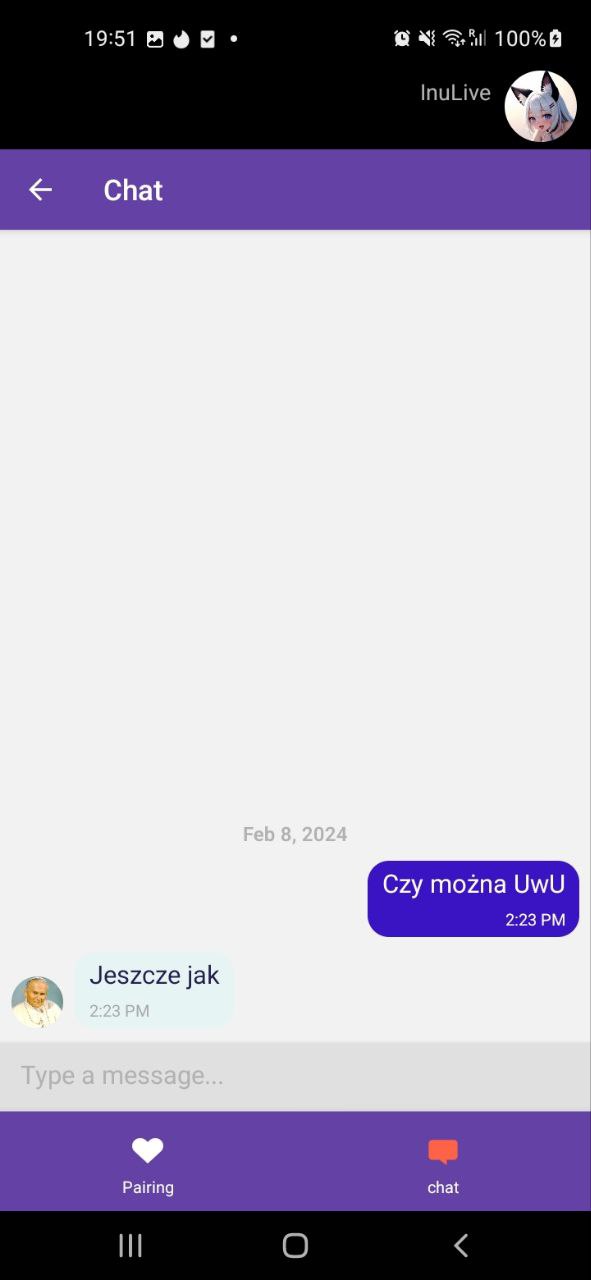 19:51
100%
InuLive
Chat
Feb 8, 2024
Czy można UwU
2:23 PM
Jeszcze jak
2:23 PM
Type a message...
Pairing
chat